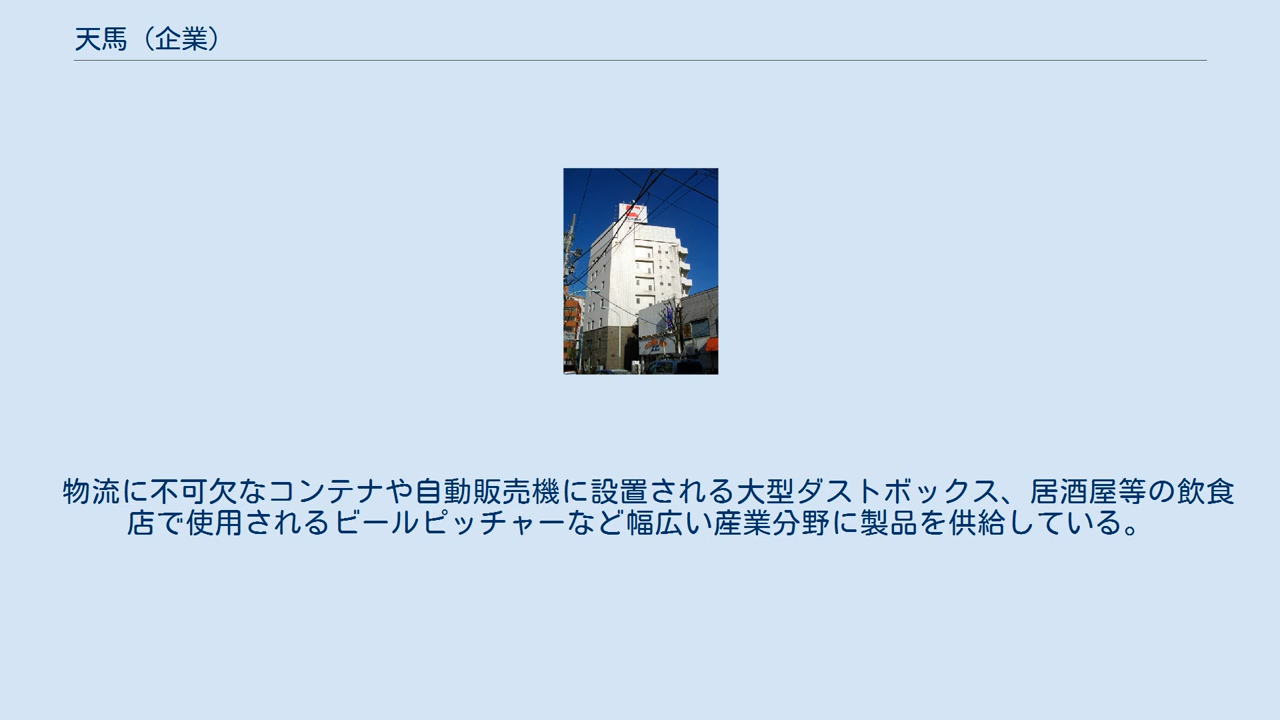 天馬（企業）
物流に不可欠なコンテナや自動販売機に設置される大型ダストボックス、居酒屋等の飲食
店で使用されるビールピッチャーなど幅広い産業分野に製品を供給している。